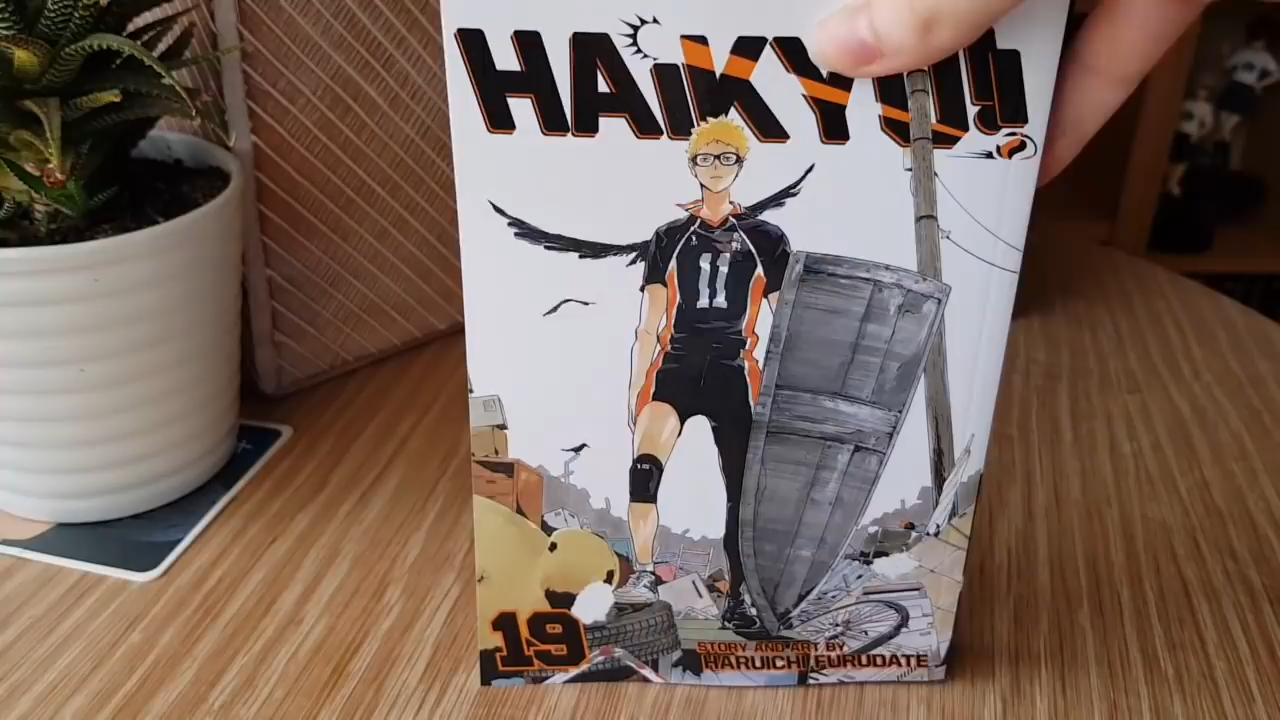 HAiKYU!!
11
19
STORY AND ART BY
HARUICHI FURUDATE